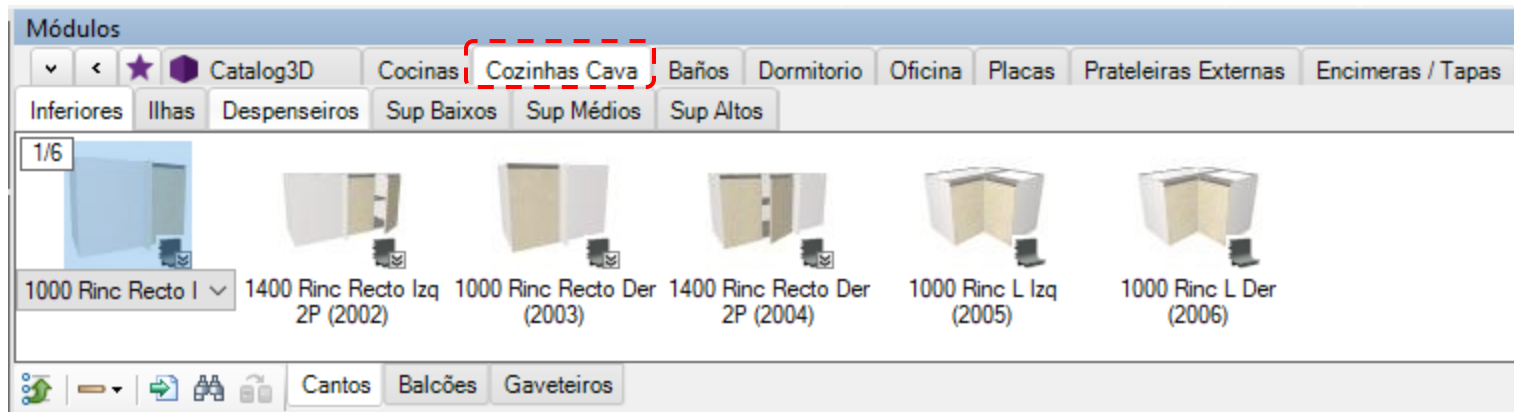 Módulos
Catalog3D Cocinas Cozinhas Cava Baños Dormitorio Oficina Placas Prateleiras Externas Encimeras / Tapas
Inferiores Ilhas Despenseiros Sup Baixos Sup Médios Sup Altos
1/6
1000 Rinc Recto I 1400 Rinc Recto Izq 1000 Rinc Recto Der 1400 Rinc Recto Der 1000 Rinc L Izq 1000 Rinc L Der
2P (2002) (2003) 2P (2004) (2005) (2006)
Cantos Balcões Gaveteiros